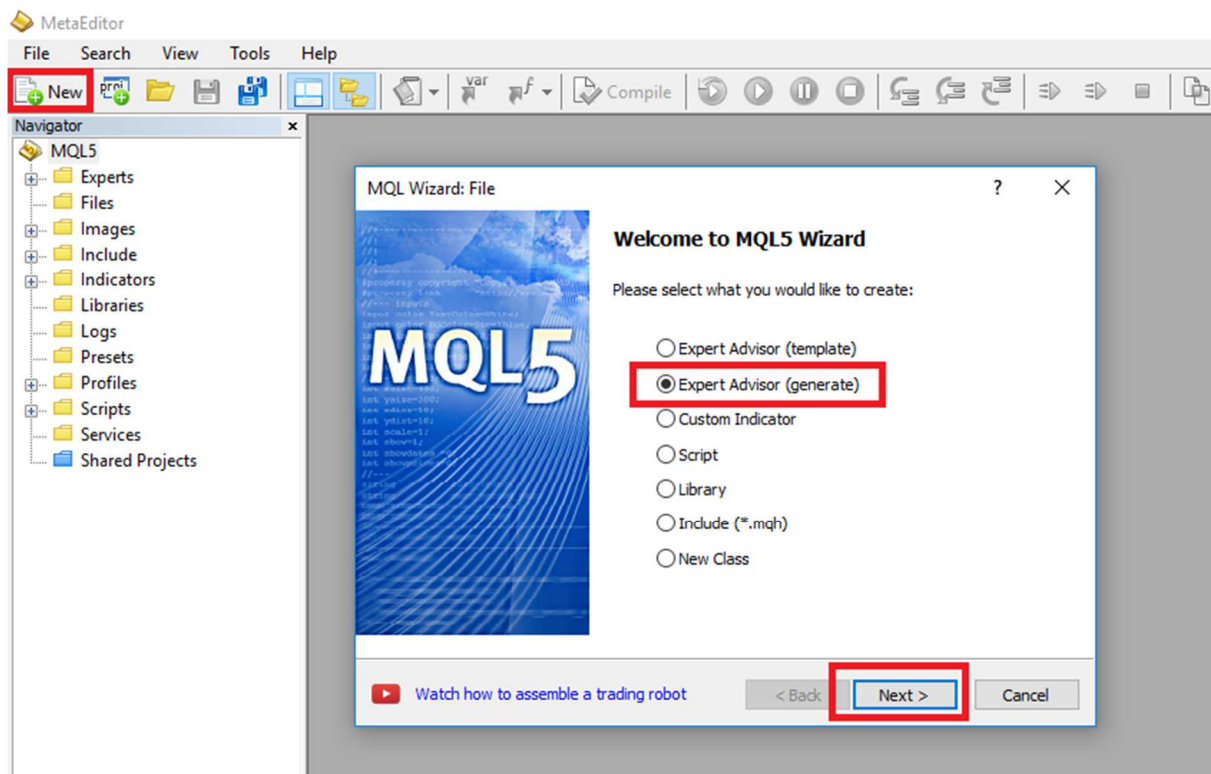 MetaEditor
File Search View Tools Help
New proj var f Compile
Navigator x
MQL5
Experts
Files
Images
Include
Indicators
Libraries
Logs
Presets
Profiles
Scripts
Services
Shared Projects
MQL Wizard: File ?
MQL5
Welcome to MQL5 Wizard
Please select what you would like to create:
Expert Advisor (template)
Expert Advisor (generate)
Custom Indicator
Script
Library
Include (*.mqh)
New Class
Watch how to assemble a trading robot
< Back Next > Cancel